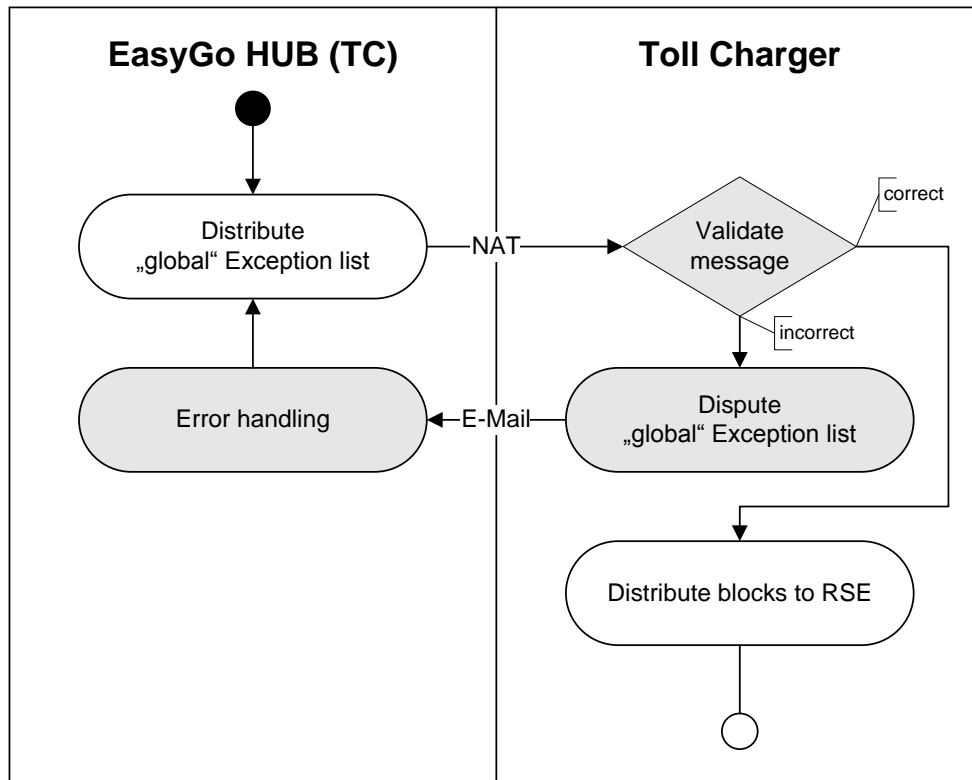 EasyGo HUB (TC)
Toll Charger
Distribute
„global“ Exception list
NAT
Validate
message
correct
incorrect
Error handling
E-Mail
Dispute
„global“ Exception list
Distribute blocks to RSE